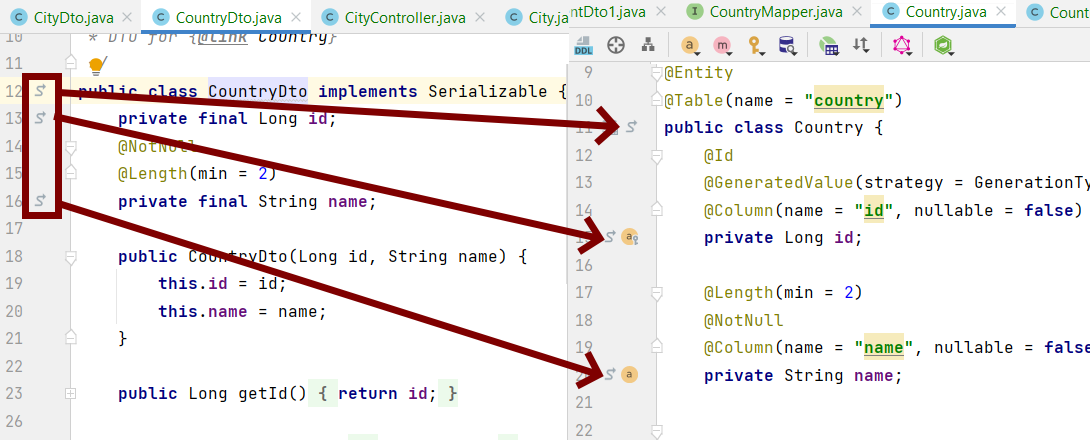 CityDto.java
CountryDto.java
CityController.java
City.java
10 * DTO for {@link Country}
11 */
12 public class CountryDto implements Serializable {
13 private final Long id;
14 @NotNull
15 @Length(min = 2)
16 private final String name;
17
18 public CountryDto(Long id, String name) {
19 this.id = id;
20 this.name = name;
21 }
22
23 public Long getId() { return id; }
26
ntDto1.java
CountryMapper.java
Country.java
Count
DDL
9 @Entity
10 @Table(name = "country")
11 public class Country {
12 @Id
13 @GeneratedValue(strategy = GenerationTy
14 @Column(name = "id", nullable = false)
15 private Long id;
16
17 @Length(min = 2)
18 @NotNull
19 @Column(name = "name", nullable = false
20 private String name;
21
22